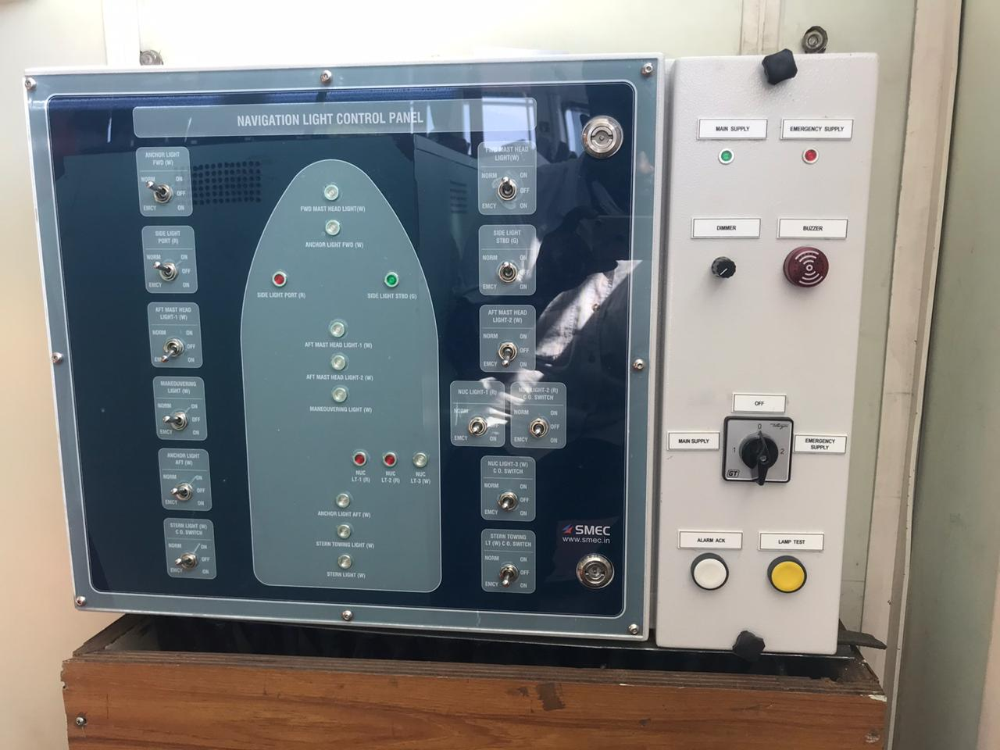 NAVIGATION LIGHT CONTROL PANEL
ANCHOR LIGHT
FWD (W)
NORM
ON
OFF
EMCY
ON
SIDE LIGHT
PORT (R)
NORM
ON
OFF
EMCY
ON
AFT MAST HEAD
LIGHT-1 (W)
NORM
ON
OFF
ON
MANEOUVERING
LIGHT (W)
NORM
ON
OFF
EMCY
ON
ANCHOR LIGHT
AFT (W)
NORM
OFF
EMCY
ON
STERN LIGHT (W)
C.O. SWITCH
NORM
ON
OFF
EMCY
ON
FWD MAST HEAD LIGHT(W)
ANCHOR LIGHT FWD (W)
SIDE LIGHT PORT (R)
SIDE LIGHT STBD (G)
AFT MAST HEAD LIGHT-1 (W)
AFT MAST HEAD LIGHT-2 (W)
MANEOUVERING LIGHT (W)
NUC
LT-1 (R)
NUC
LT-2 (R)
NUC
LT-3 (W)
ANCHOR LIGHT AFT (W)
STERN TOWING LIGHT (W)
STERN LIGHT (W)
FWD MAST HEAD
LIGHT(W)
NORM
ON
OFF
EMCY
ON
SIDE LIGHT
STBD (G)
NORM
ON
OFF
EMCY
ON
AFT MAST HEAD
LIGHT-2 (W)
NORM
ON
OFF
EMCY
ON
NUC LIGHT-1 (R)
NORM
OFF
EMCY
ON
NUC LIGHT-2 (R)
C.O. SWITCH
NORM
ON
OFF
EMCY
ON
NUC LIGHT-3 (W)
C.O. SWITCH
NORM
ON
OFF
EMCY
ON
STERN TOWING
LT (W) C.O. SWITCH
NORM
ON
OFF
EMCY
ON
SMEC
www.smec.in
MAIN SUPPLY
EMERGENCY SUPPLY
DIMMER
BUZZER
OFF
MAIN SUPPLY
EMERGENCY
SUPPLY
0
1
2
GT
ALARM ACK
LAMP TEST